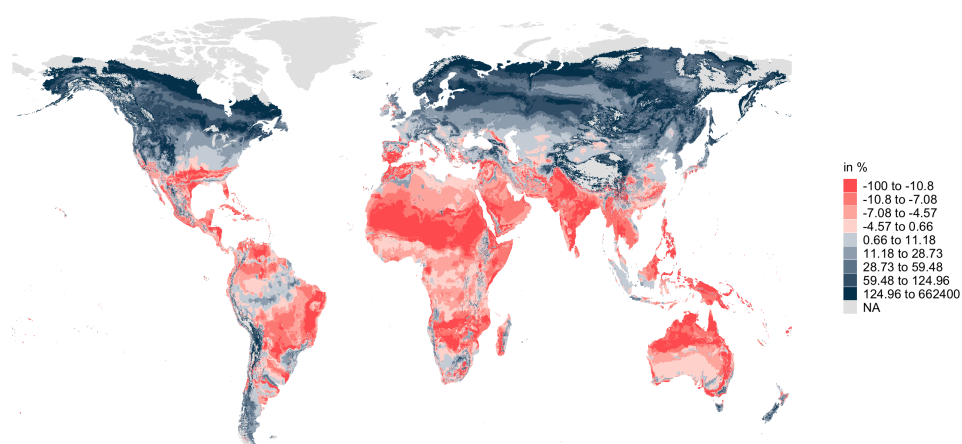 in %
-100 to -10.8
-10.8 to -7.08
-7.08 to -4.57
-4.57 to 0.66
0.66 to 11.18
11.18 to 28.73
28.73 to 59.48
59.48 to 124.96
124.96 to 662400
NA